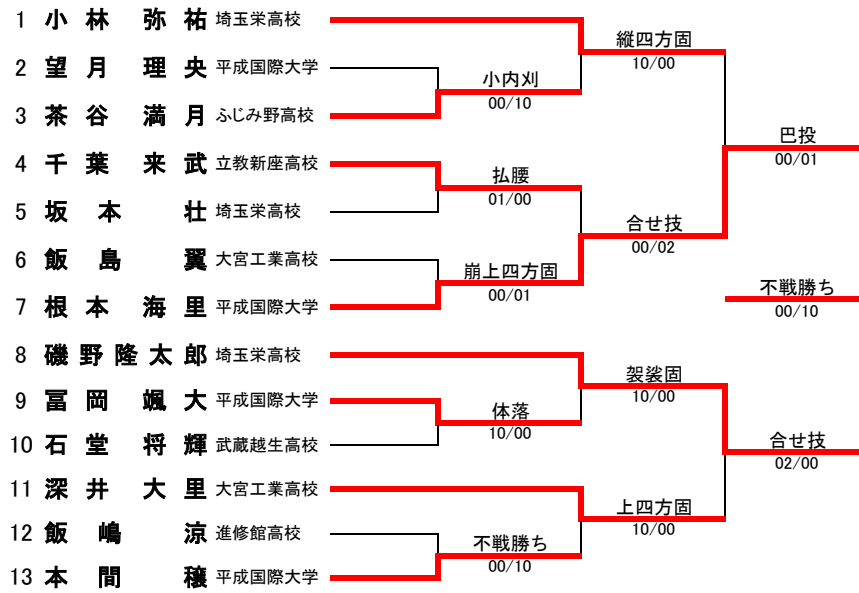 1 小林 弥祐 埼玉栄高校
2 望月 理央 平成国際大学
3 茶谷 満月 ふじみ野高校
4 千葉 来武 立教新座高校
5 坂本 壮 埼玉栄高校
6 飯島 翼 大宮工業高校
7 根本 海里 平成国際大学
8 磯野隆太郎 埼玉栄高校
9 冨岡 颯大 平成国際大学
10 石堂 将輝 武蔵越生高校
11 深井 大里 大宮工業高校
12 飯嶋 涼 進修館高校
13 本間 穣 平成国際大学
小内刈
00/10
払腰
01/00
崩上四方固
00/01
体落
10/00
不戦勝ち
00/10
縦四方固
10/00
合せ技
00/02
袈裟固
10/00
上四方固
10/00
巴投
00/01
不戦勝ち
00/10
合せ技
02/00